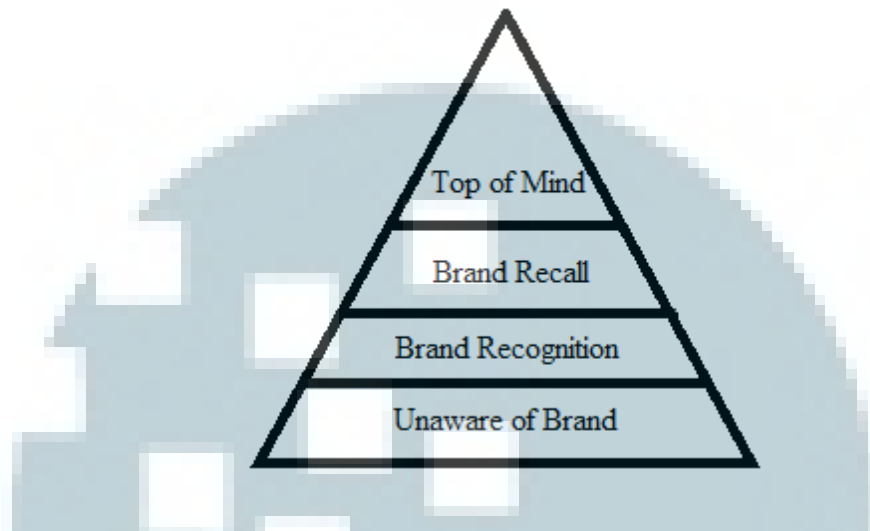 Top of Mind
Brand Recall
Brand Recognition
Unaware of Brand